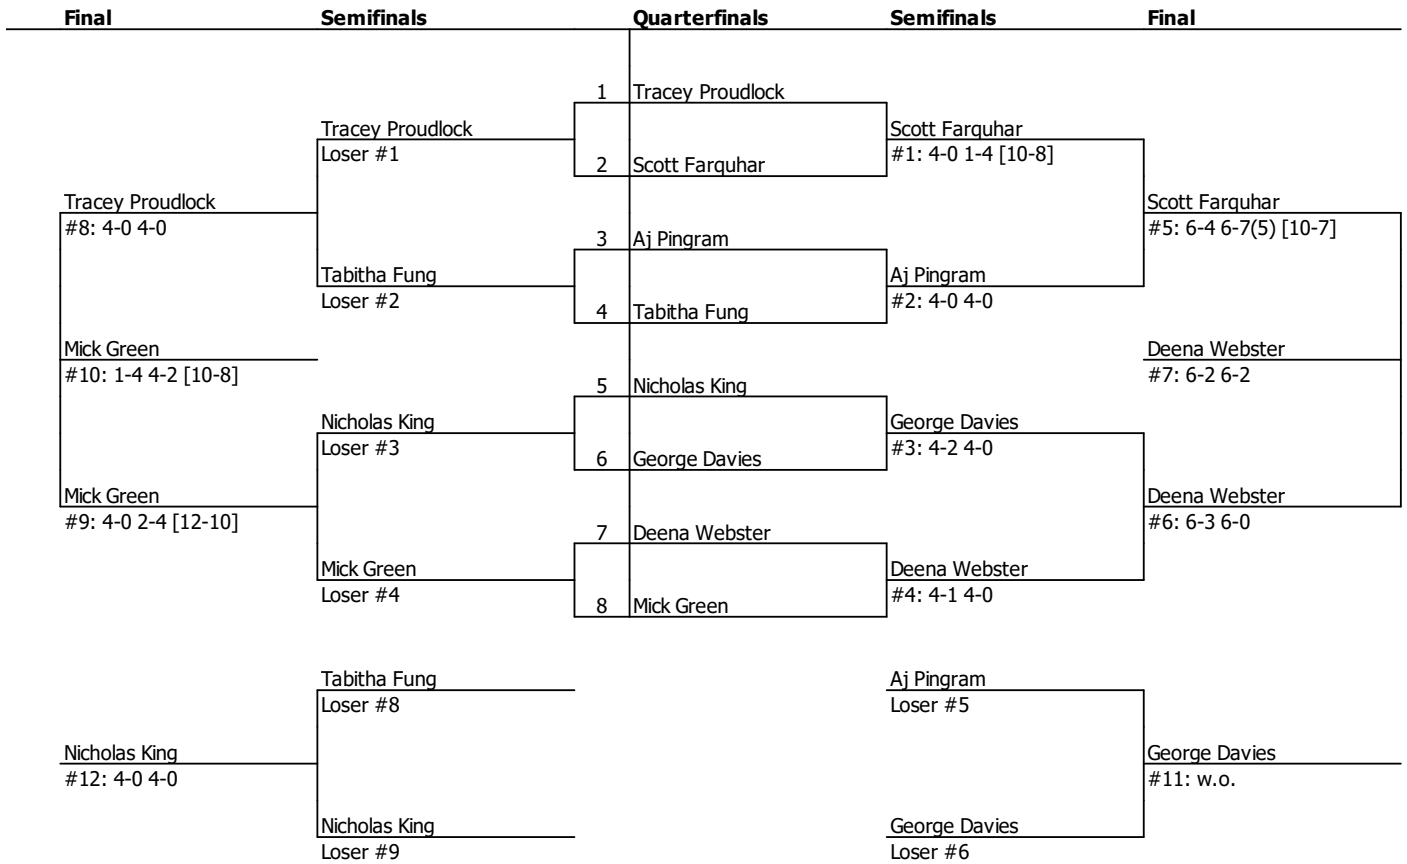 Final Semifinals Quarterfinals Semifinals Final
1 Tracey Proudlock
Tracey Proudlock Scott Farquhar
Loser #1 #1: 4-0 1-4 [10-8]
2 Scott Farquhar
Tracey Proudlock Scott Farquhar
#8: 4-0 4-0 #5: 6-4 6-7(5) [10-7]
3 Aj Pingram
Tabitha Fung Aj Pingram
Loser #2 #2: 4-0 4-0
4 Tabitha Fung
Mick Green Deena Webster
#10: 1-4 4-2 [10-8] #7: 6-2 6-2
5 Nicholas King
Nicholas King George Davies
Loser #3 #3: 4-2 4-0
6 George Davies
Mick Green Deena Webster
#9: 4-0 2-4 [12-10] #6: 6-3 6-0
7 Deena Webster
Mick Green Deena Webster
Loser #4 #4: 4-1 4-0
8 Mick Green
Tabitha Fung Aj Pingram
Loser #8 Loser #5
Nicholas King George Davies
#12: 4-0 4-0 #11: w.o.
Nicholas King George Davies
Loser #9 Loser #6